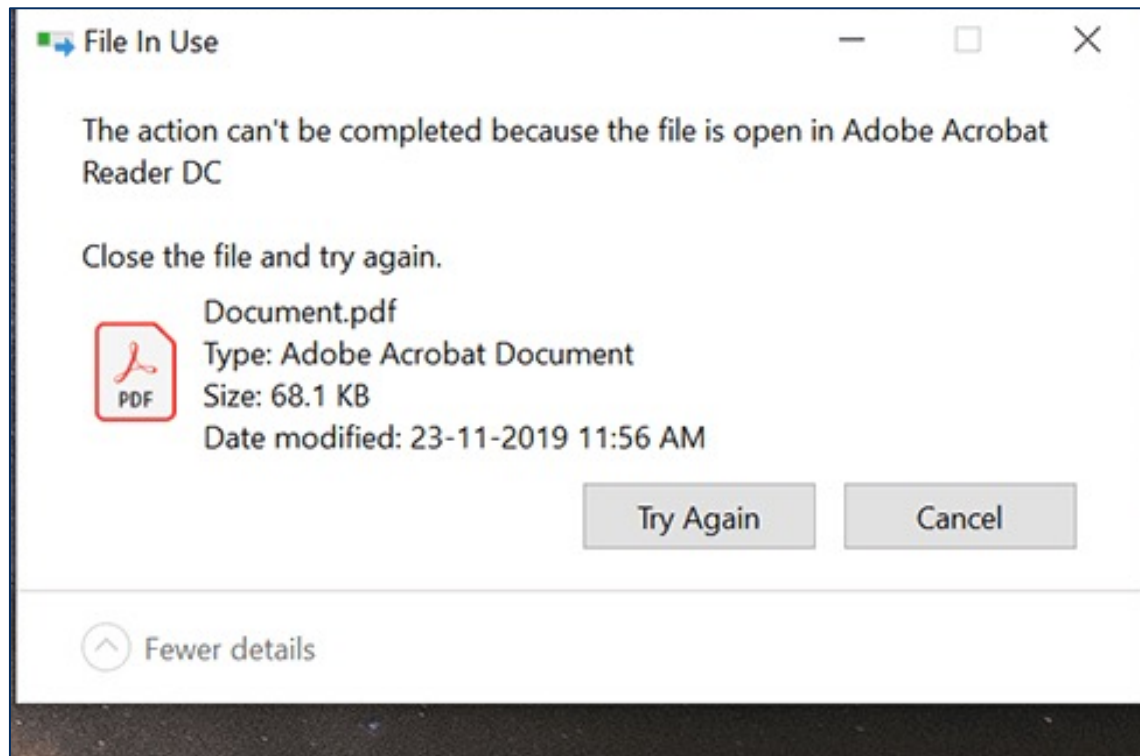 File In Use
The action can't be completed because the file is open in Adobe Acrobat
Reader DC
Close the file and try again.
Document.pdf
Type: Adobe Acrobat Document
PDF
Size: 68.1 KB
Date modified: 23-11-2019 11:56 AM
Try Again
Cancel
Fewer details